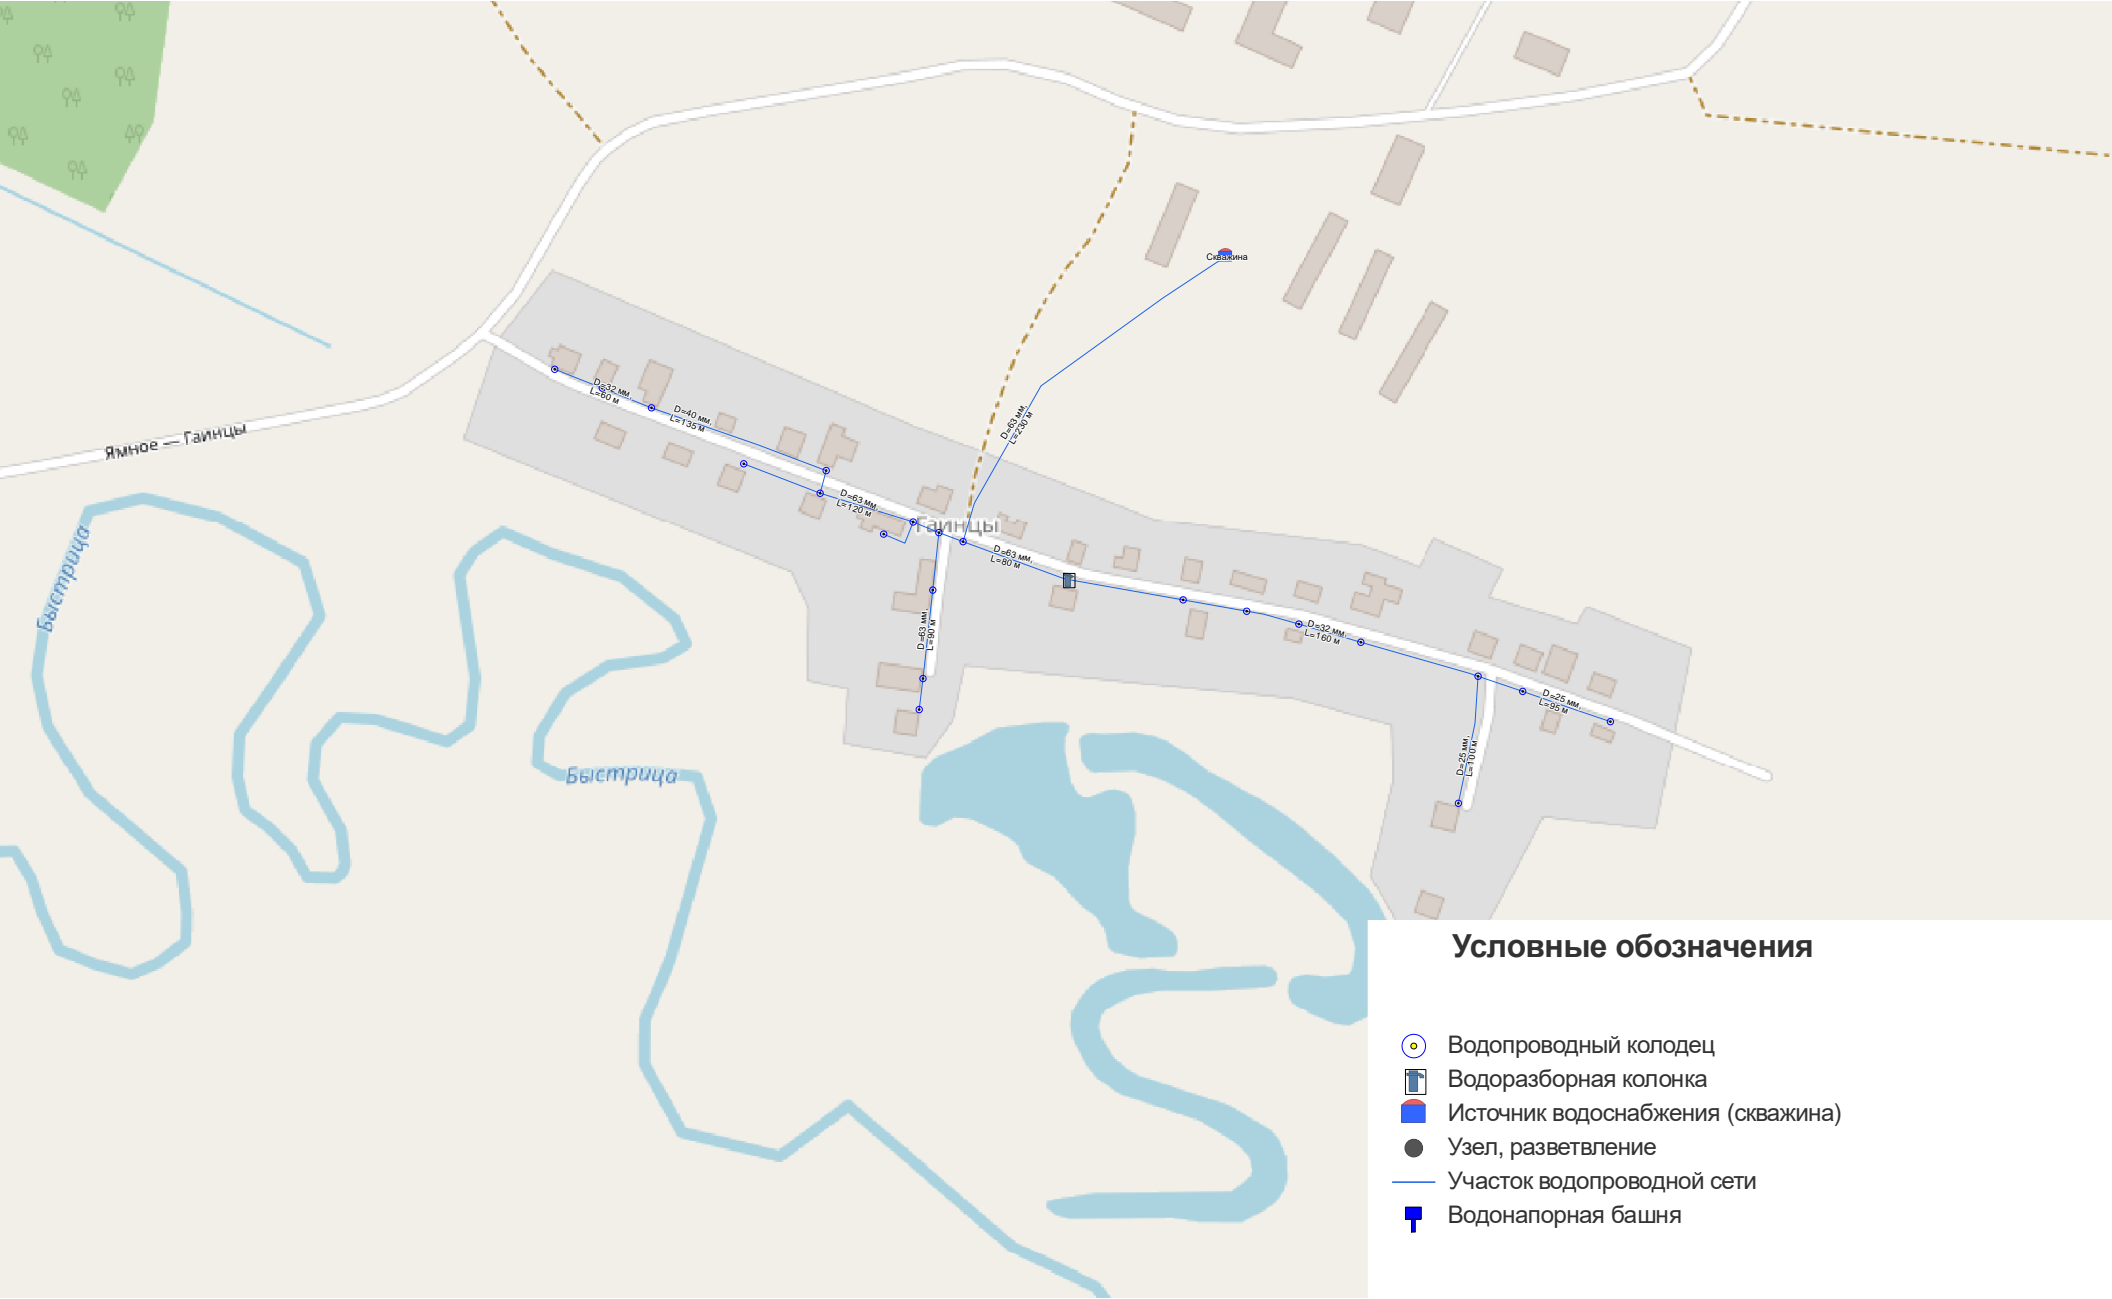 Скважина
D=32 мм,
L=60 м
D=40 мм,
L=135 м
D=63 мм,
L=230 м
Ямное — Гаинцы
D=63 мм,
L=120 м
Гаинцы
D=63 мм,
L=80 м
Быстрица
D=63 мм,
L=90 м
D=32 мм,
L=160 м
D=25 мм,
L=95 м
D=25 мм,
L=100 м
Быстрица
Условные обозначения
Водопроводный колодец
Водоразборная колонка
Источник водоснабжения (скважина)
Узел, разветвление
Участок водопроводной сети
Водонапорная башня